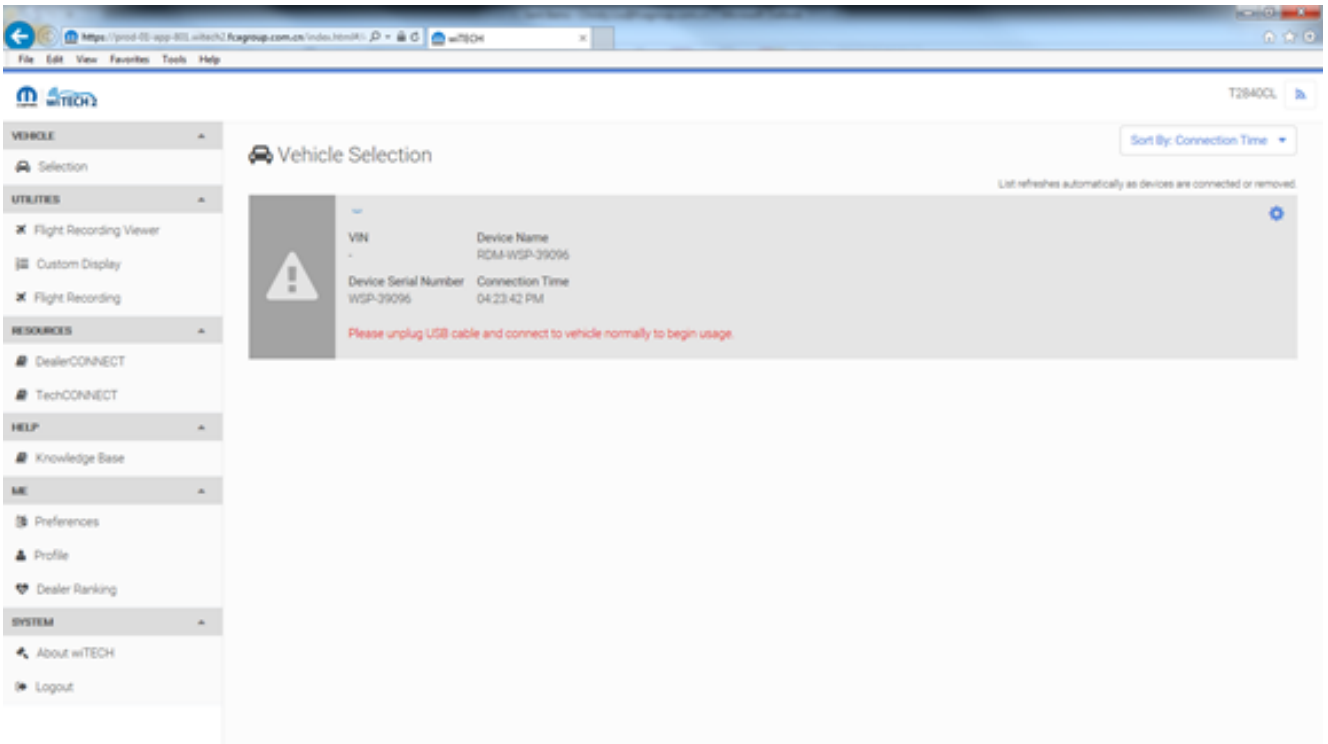 wiTECH
File Edit View Favorites Tools Help
wiTECH2
T2840CL
VEHICLE
Selection
UTILITIES
Flight Recording Viewer
Custom Display
Flight Recording
RESOURCES
DealerCONNECT
TechCONNECT
HELP
Knowledge Base
ME
Preferences
Profile
Dealer Ranking
SYSTEM
About wiTECH
Logout
Vehicle Selection
Sort By: Connection Time
List refreshes automatically as devices are connected or removed.
VIN Device Name
- RDM-WSP-39096
Device Serial Number Connection Time
WSP-39096 04:23:42 PM
Please unplug USB cable and connect to vehicle normally to begin usage.